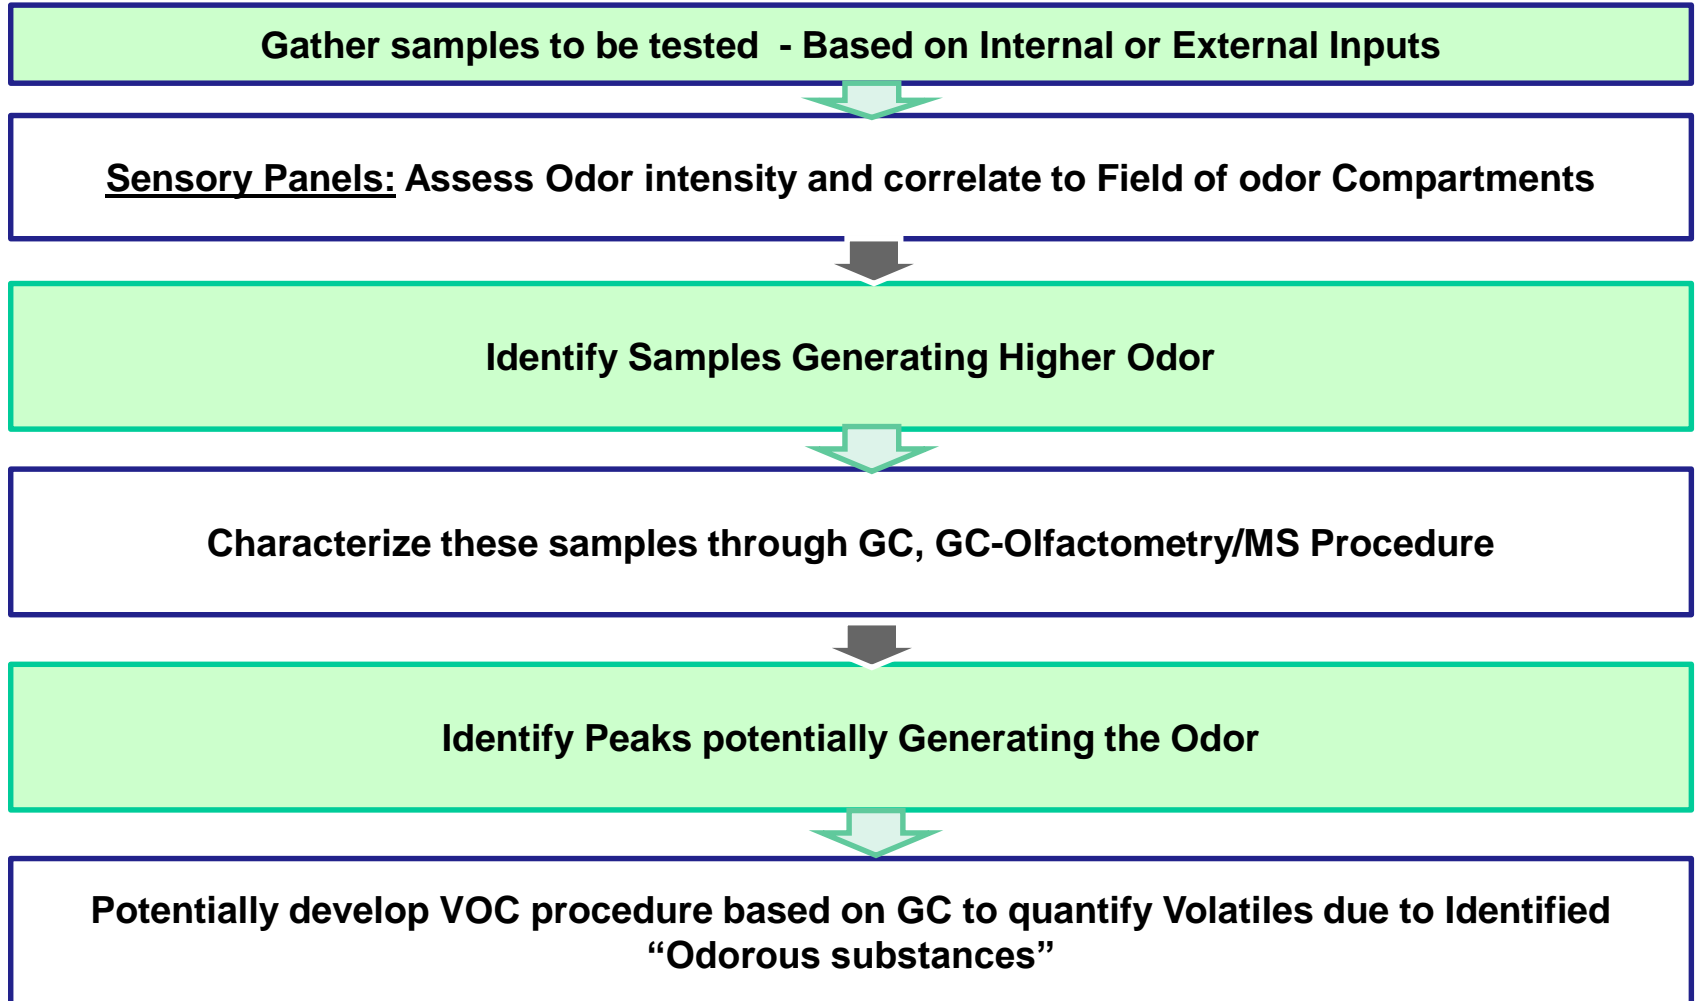 Gather samples to be tested  - Based on Internal or External Inputs
Sensory Panels: Assess Odor intensity and correlate to Field of odor Compartments
Identify Samples Generating Higher Odor
Characterize these samples through GC, GC-Olfactometry/MS Procedure
Identify Peaks potentially Generating the Odor
Potentially develop VOC procedure based on GC to quantify Volatiles due to Identified
“Odorous substances”